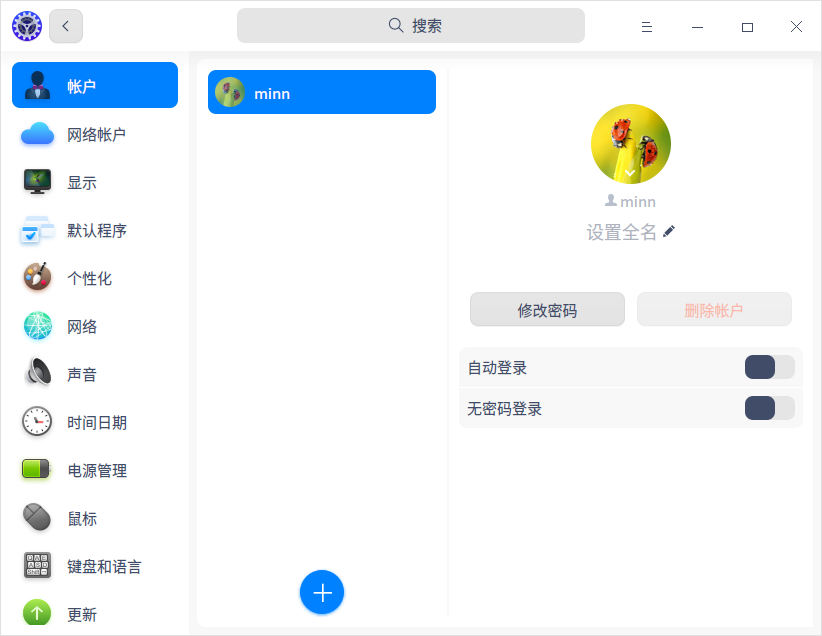 搜索
帐户
网络帐户
显示
默认程序
个性化
网络
声音
时间日期
电源管理
鼠标
键盘和语言
更新
minn
minn
设置全名
修改密码
删除帐户
自动登录
无密码登录